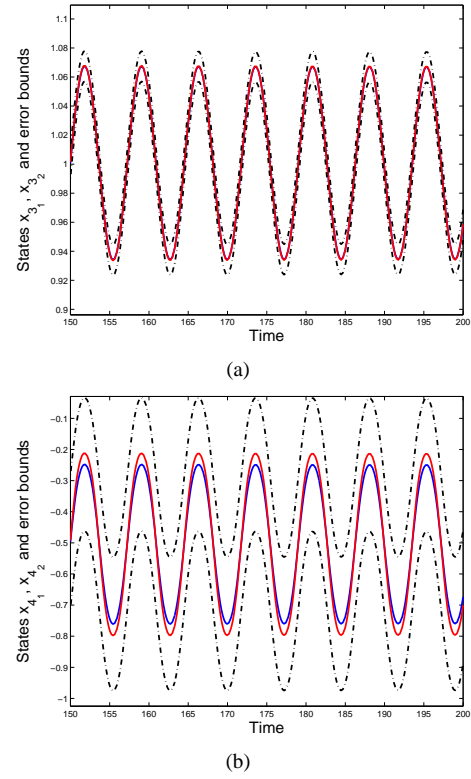 1.1
1.08
1.06
1.04
1.02
1
0.98
0.96
0.94
0.92
0.9
States x₃₁, x₃₂ and error bounds
150 155 160 165 170 175 180 185 190 195 200
Time
(a)
−0.1
−0.2
−0.3
−0.4
−0.5
−0.6
−0.7
−0.8
−0.9
−1
States x₄₁, x₄₂ and error bounds
150 155 160 165 170 175 180 185 190 195 200
Time
(b)